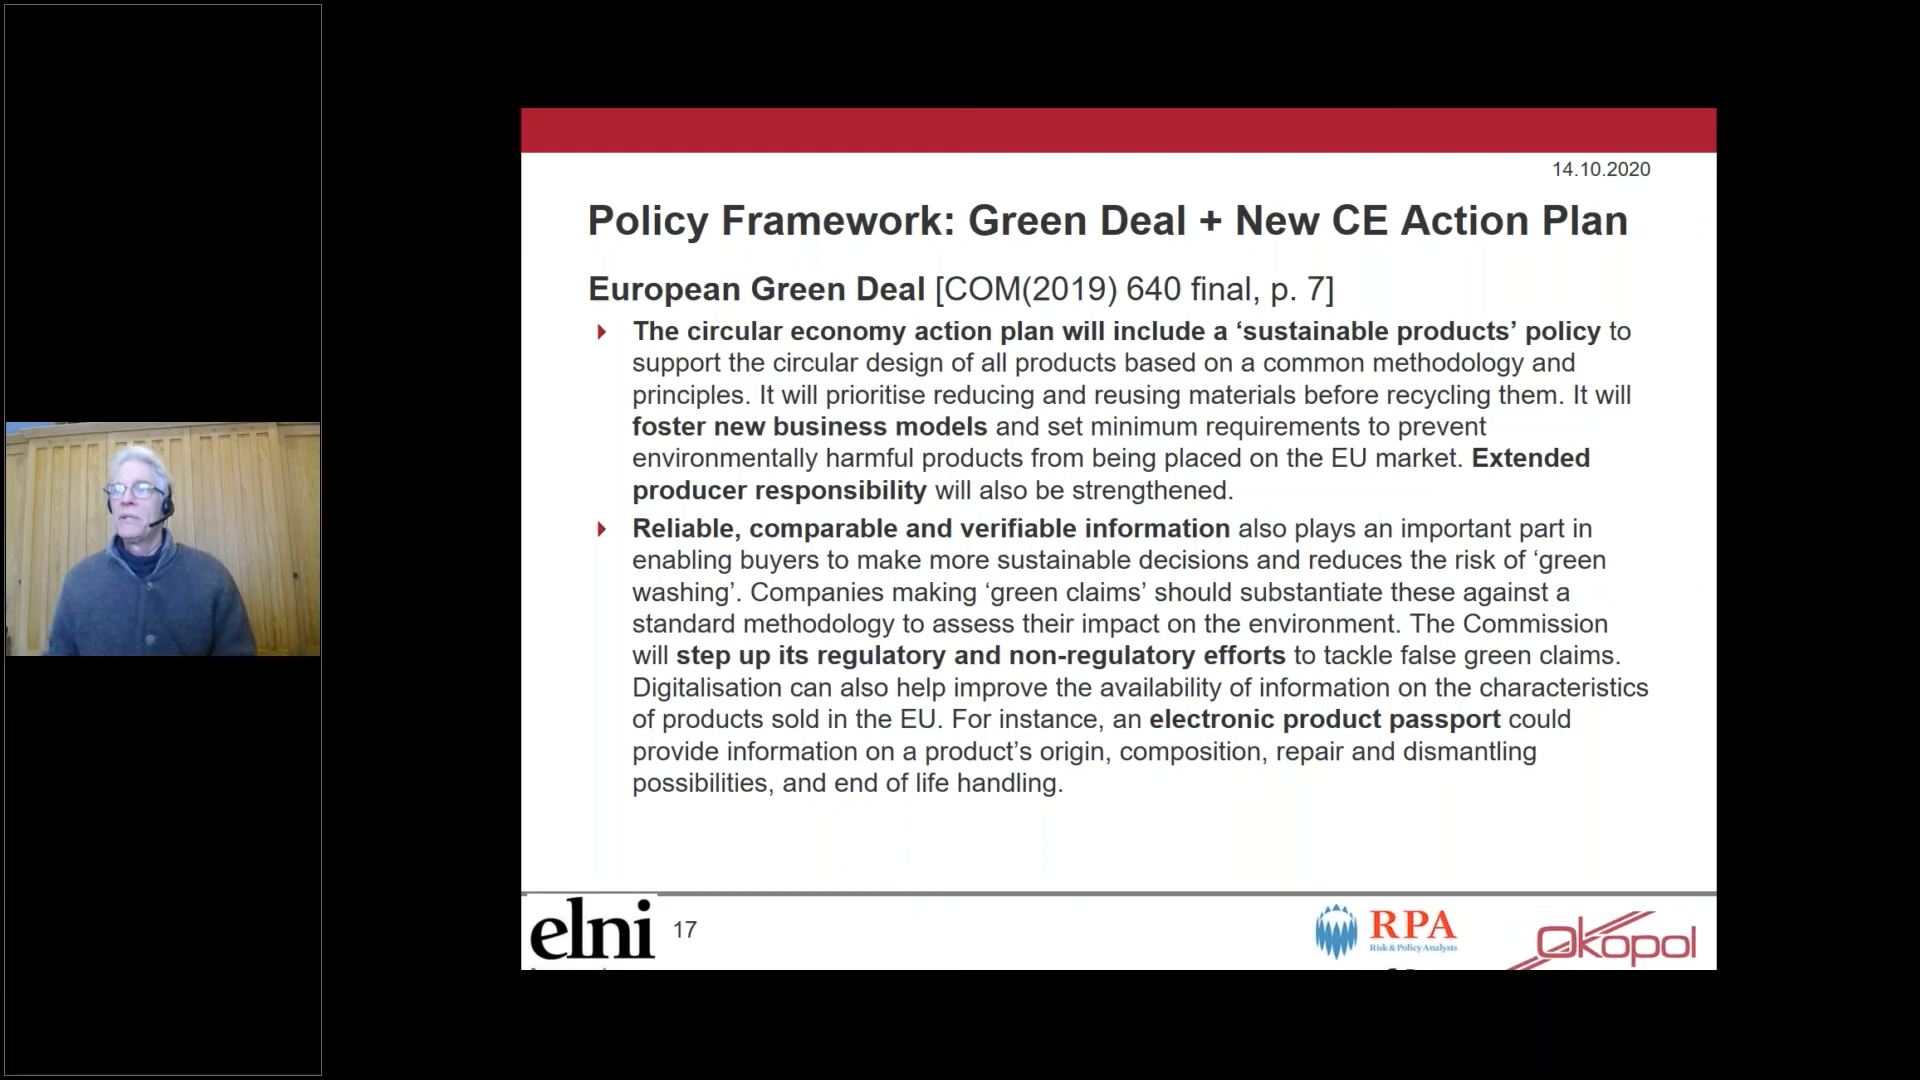 14.10.2020
Policy Framework: Green Deal + New CE Action Plan
European Green Deal [COM(2019) 640 final, p. 7]
The circular economy action plan will include a ‘sustainable products’ policy to
support the circular design of all products based on a common methodology and
principles. It will prioritise reducing and reusing materials before recycling them. It will
foster new business models and set minimum requirements to prevent
environmentally harmful products from being placed on the EU market. Extended
producer responsibility will also be strengthened.
Reliable, comparable and verifiable information also plays an important part in
enabling buyers to make more sustainable decisions and reduces the risk of ‘green
washing’. Companies making ‘green claims’ should substantiate these against a
standard methodology to assess their impact on the environment. The Commission
will step up its regulatory and non-regulatory efforts to tackle false green claims.
Digitalisation can also help improve the availability of information on the characteristics
of products sold in the EU. For instance, an electronic product passport could
provide information on a product’s origin, composition, repair and dismantling
possibilities, and end of life handling.
elni
17
RPA
Risk & Policy Analysts
Ökopol